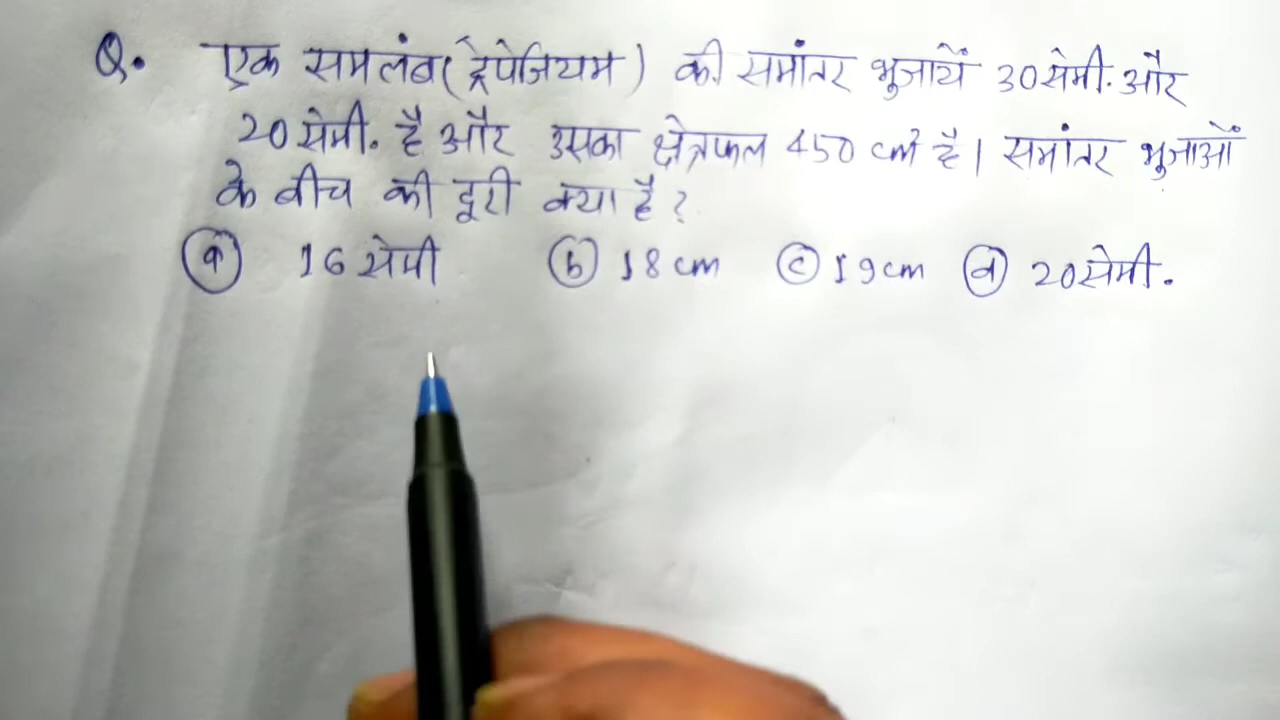 Q. एक समलंब (ट्रेपेजियम) की समांतर भुजायें 30 सेमी. और
20 सेमी. है और उसका क्षेत्रफल 450 cm² है। समांतर भुजाओं
के बीच की दूरी क्या है?
(a) 16 सेमी (b) 18 cm (c) 19 cm (d) 20 सेमी.